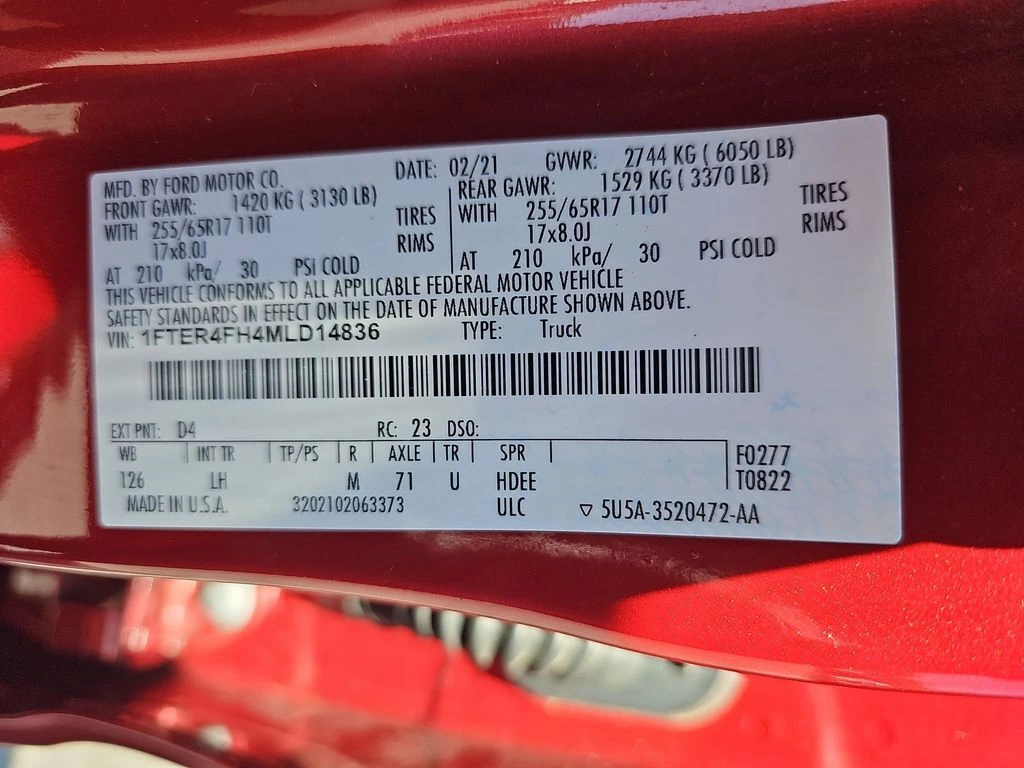 MFD. BY FORD MOTOR CO. DATE: 02/21 GVWR: 2744 KG ( 6050 LB)
FRONT GAWR: 1420 KG ( 3130 LB) REAR GAWR: 1529 KG ( 3370 LB)
WITH 255/65R17 110T TIRES WITH 255/65R17 110T TIRES
17x8.0J RIMS 17x8.0J RIMS
AT 210 kPa/ 30 PSI COLD AT 210 kPa/ 30 PSI COLD
THIS VEHICLE CONFORMS TO ALL APPLICABLE FEDERAL MOTOR VEHICLE
SAFETY STANDARDS IN EFFECT ON THE DATE OF MANUFACTURE SHOWN ABOVE.
VIN: 1FTER4FH4MLD14836 TYPE: Truck
EXT PNT: D4 RC: 23 DSO:
WB INT TR TP/PS R AXLE TR SPR F0277
126 LH M 71 U HDEE T0822
MADE IN U.S.A. 3202102063373 ULC ▽ 5U5A-3520472-AA